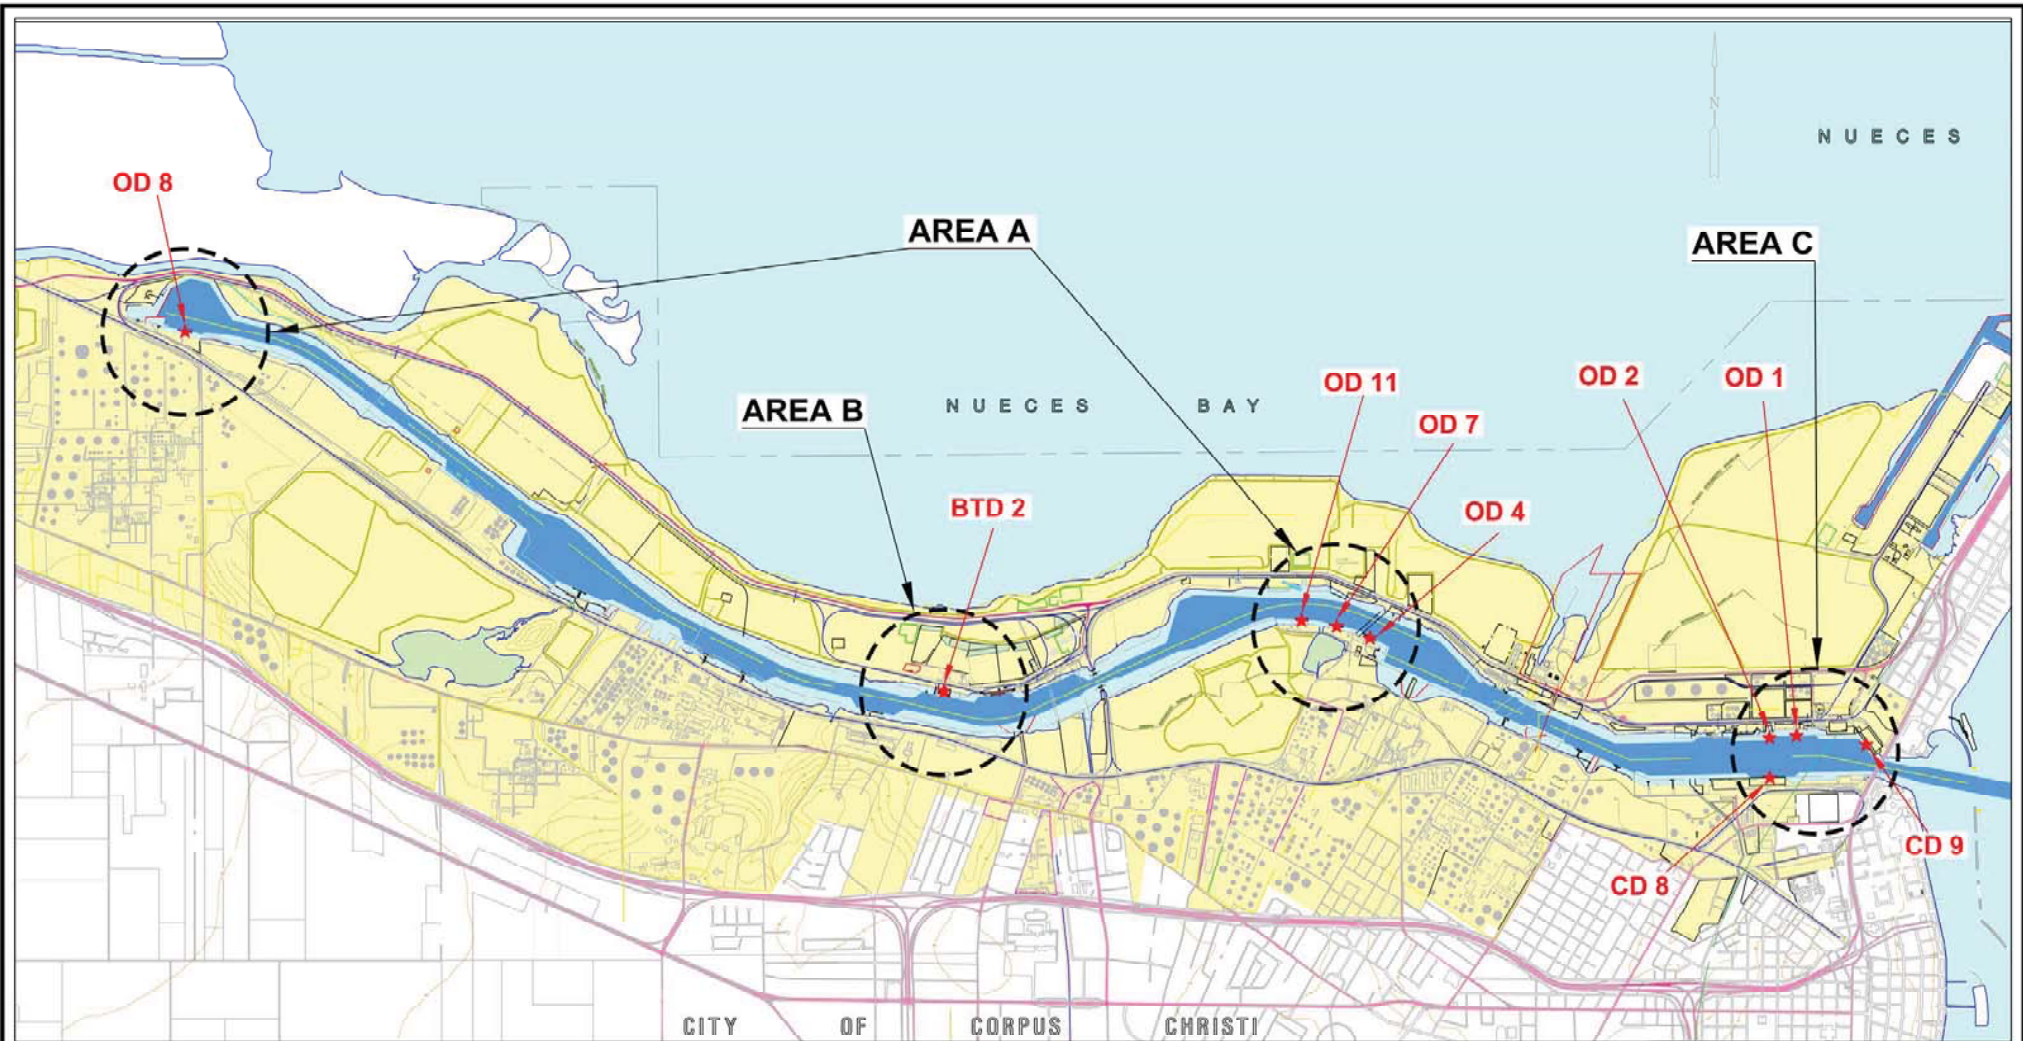 N
NUECES
OD 8
AREA A
AREA C
OD 11
OD 2
OD 1
AREA B
NUECES BAY
OD 7
BTD 2
OD 4
CD 9
CD 8
CITY OF CORPUS CHRISTI